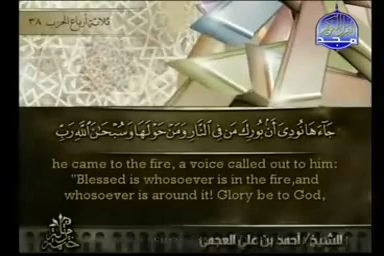 ثلاثة أرباع الحزب ٣٨
جَآءَهَا نُودِىَ أَنۢ بُورِكَ مَن فِى ٱلنَّارِ وَمَنْ حَوْلَهَا وَسُبْحَـٰنَ ٱللَّهِ رَبِّ
he came to the fire, a voice called out to him:
"Blessed is whosoever is in the fire,and
whosoever is around it! Glory be to God,
الشيخ/ أحمد بن علي العجمي